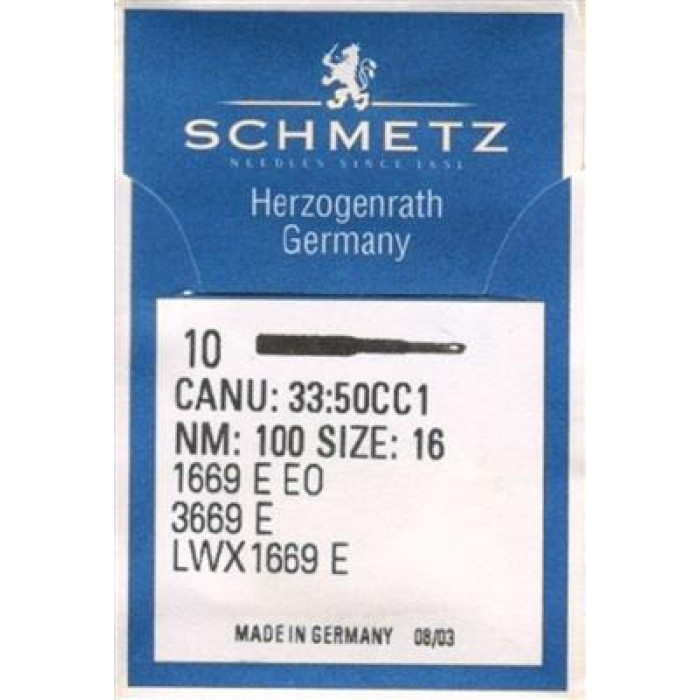 SCHMETZ
NEEDLES SINCE 1851
Herzogenrath
Germany
10
CANU: 33:50CC1
NM: 100 SIZE: 16
1669 E EO
3669 E
LWX1669 E
MADE IN GERMANY 08/03